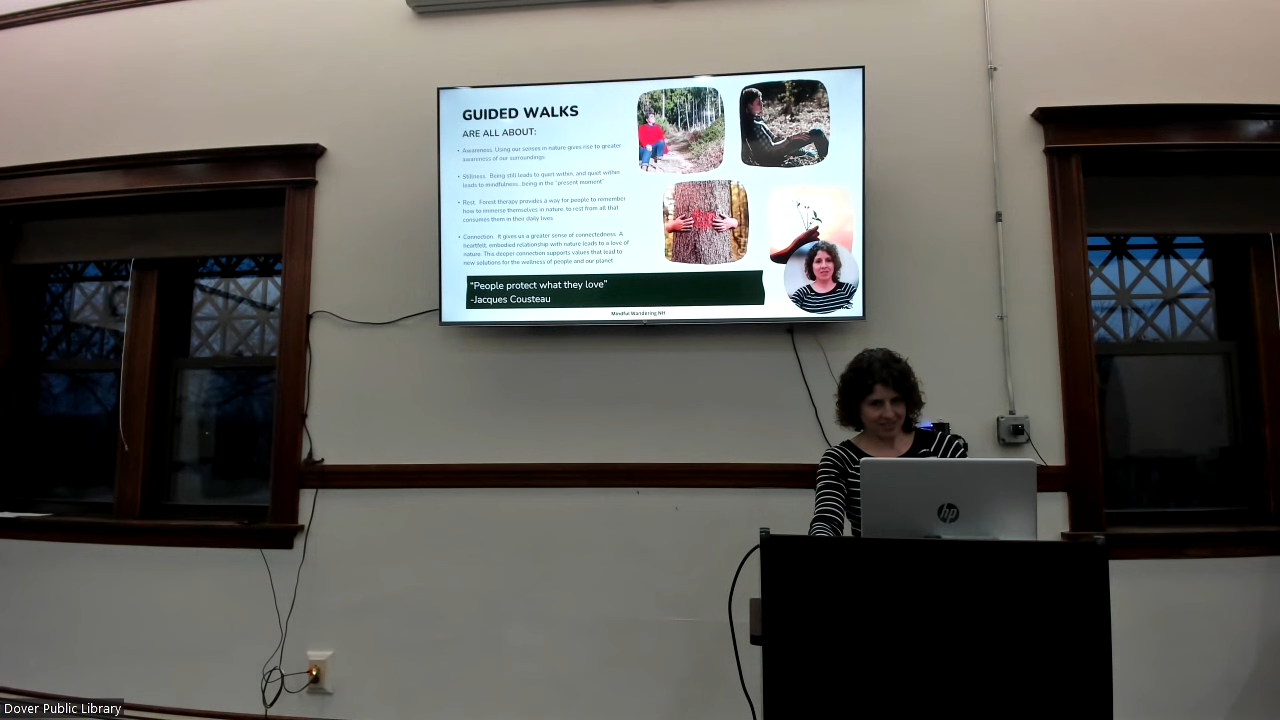 GUIDED WALKS
ARE ALL ABOUT:
• Awareness: Using our senses in nature gives rise to greater
awareness of our surroundings.
• Stillness: Being still leads to quiet within, and quiet within
leads to mindfulness...being in the "present moment"
• Rest: Forest therapy provides a way for people to remember
how to immerse themselves in nature, to rest from all that
consumes them in their daily lives
• Connection: It gives us a greater sense of connectedness. A
heartfelt, embodied relationship with nature leads to a love of
nature. This deeper connection supports values that lead to
new solutions for the wellness of people and our planet
"People protect what they love"
-Jacques Cousteau
Mindful Wandering NH
hp
Dover Public Library